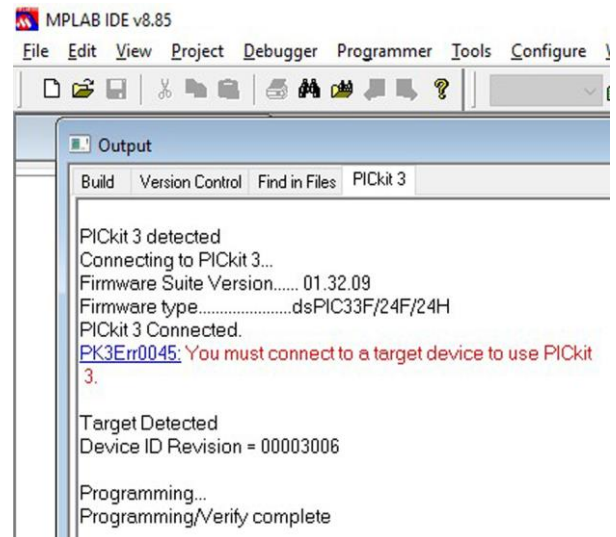 MPLAB IDE v8.85
File Edit View Project Debugger Programmer Tools Configure
Output
Build Version Control Find in Files PICkit 3
PICkit 3 detected
Connecting to PICkit 3...
Firmware Suite Version...... 01.32.09
Firmware type......................dsPIC33F/24F/24H
PICkit 3 Connected.
PK3Err0045: You must connect to a target device to use PICkit
3.
Target Detected
Device ID Revision = 00003006
Programming...
Programming/Verify complete